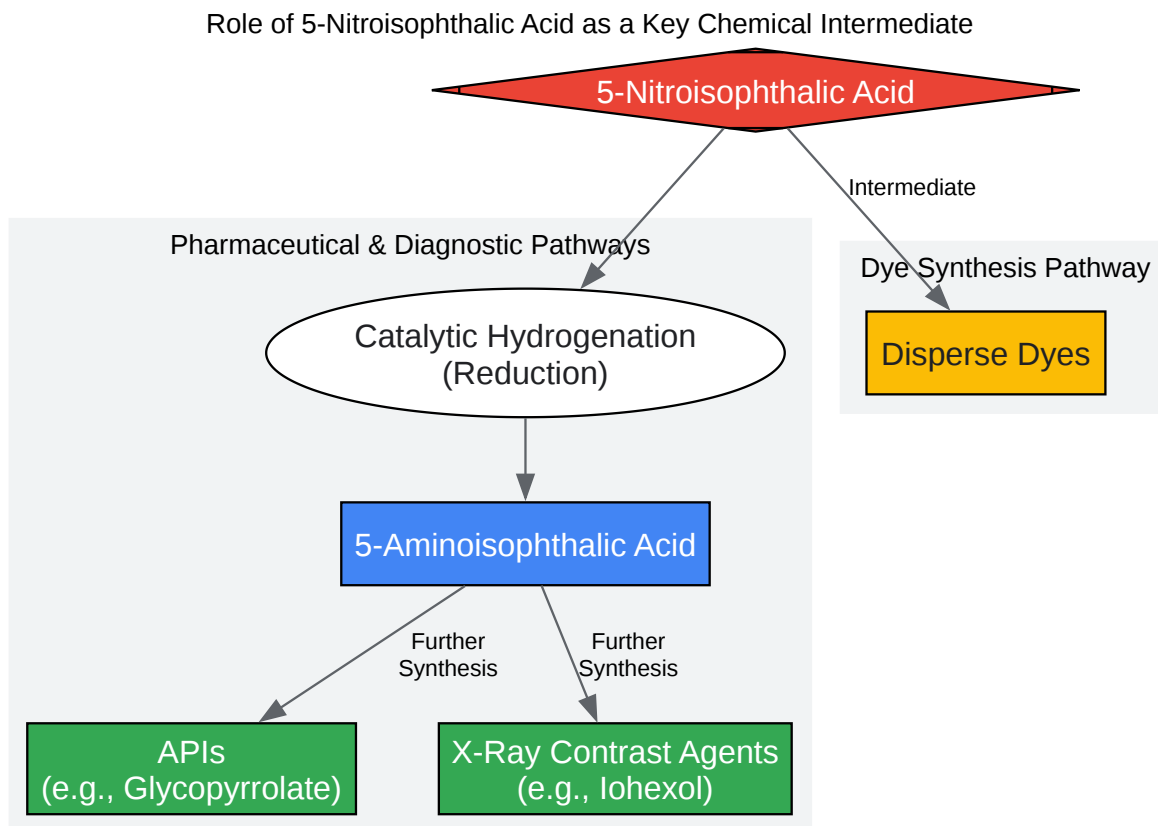 Role of 5-Nitroisophthalic Acid as a Key Chemical Intermediate
5-Nitroisophthalic Acid
Intermediate
Pharmaceutical & Diagnostic Pathways
Dye Synthesis Pathway
Catalytic Hydrogenation
(Reduction)
Disperse Dyes
5-Aminoisophthalic Acid
Further
Synthesis
Further
Synthesis
APIs
(e.g., Glycopyrrolate)
X-Ray Contrast Agents
(e.g., Iohexol)